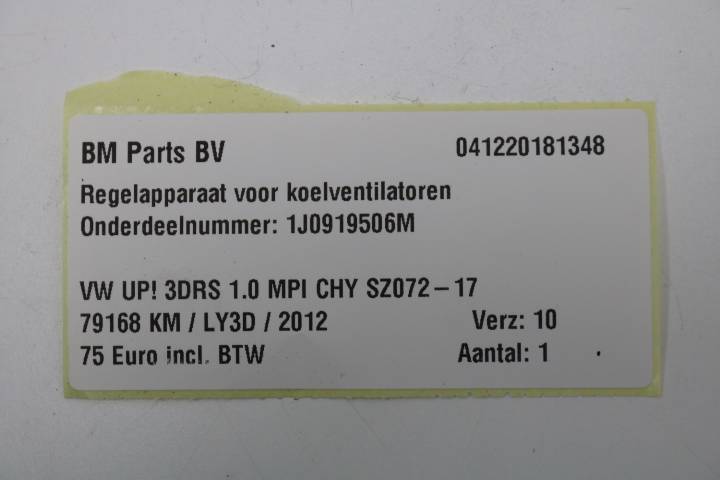 BM Parts BV 041220181348
Regelapparaat voor koelventilatoren
Onderdeelnummer: 1J0919506M
VW UP! 3DRS 1.0 MPI CHY SZ072-17
79168 KM / LY3D / 2012 Verz: 10
75 Euro incl. BTW Aantal: 1